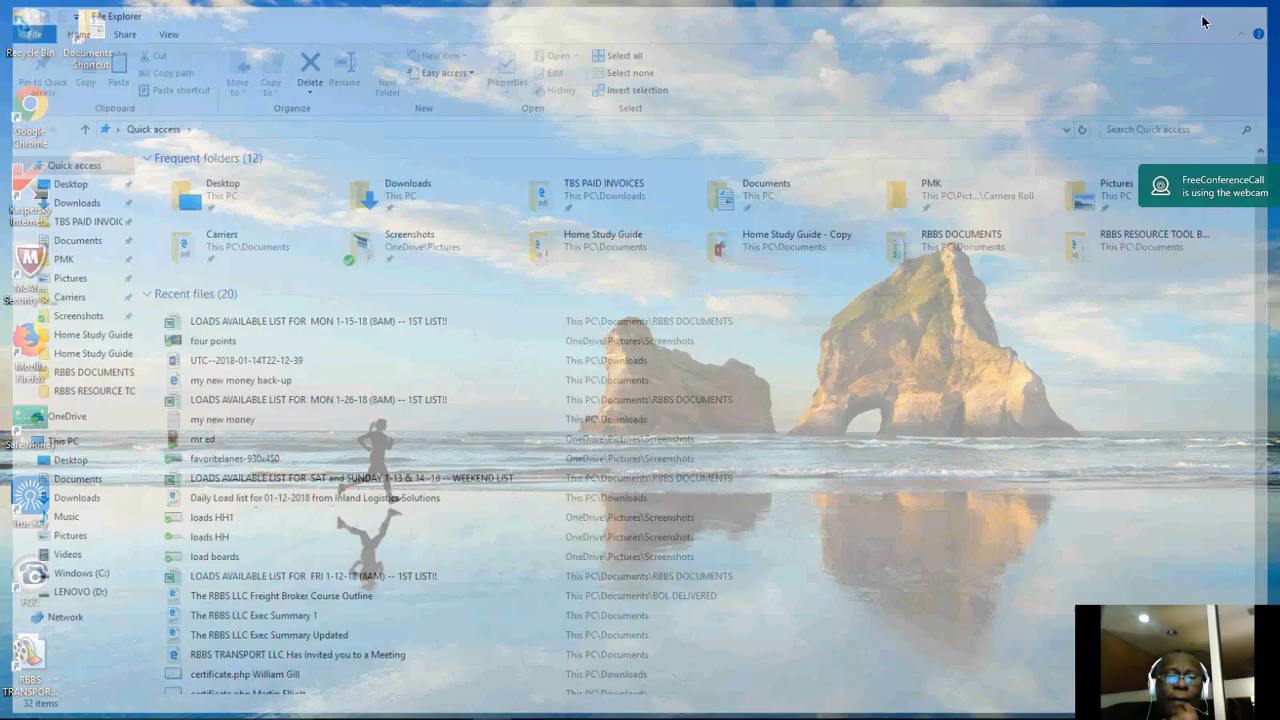 File Explorer
File Home Share View
Recycle Bin
Documents Shortcut
Pin to Quick access
Copy
Paste
Cut
Copy path
Paste shortcut
Move to
Copy to
Delete
Rename
New folder
New item
Easy access
Properties
Open
Edit
History
Select all
Select none
Invert selection
Clipboard Organize New Open Select
Quick access
Search Quick access
Google Chrome
Kaspersky Internet...
McAfee Security Sc...
Mozilla Firefox
Safe Money
True Key
RBBS TRANSPOR...
Quick access
Desktop
Downloads
TBS PAID INVOIC
Documents
PMK
Pictures
Carriers
Screenshots
Home Study Guide
Home Study Guide
RBBS DOCUMENTS
RBBS RESOURCE TC
OneDrive
This PC
Desktop
Documents
Downloads
Music
Pictures
Videos
Windows (C:)
LENOVO (D:)
Network
32 items
Frequent folders (12)
Desktop
This PC
Downloads
This PC
TBS PAID INVOICES
This PC\Downloads
Documents
This PC
PMK
This PC\Pict...\Camera Roll
Pictures
This PC
Carriers
This PC\Documents
Screenshots
OneDrive\Pictures
Home Study Guide
This PC\Documents
Home Study Guide - Copy
This PC\Documents
RBBS DOCUMENTS
This PC\Documents
RBBS RESOURCE TOOL B...
This PC\Documents
Recent files (20)
LOADS AVAILABLE LIST FOR MON 1-15-18 (8AM) -- 1ST LIST!! This PC\Documents\RBBS DOCUMENTS
four points OneDrive\Pictures\Screenshots
UTC--2018-01-14T22-12-39 This PC\Downloads
my new money back-up This PC\Documents
LOADS AVAILABLE LIST FOR MON 1-26-18 (8AM) -- 1ST LIST!! This PC\Documents\RBBS DOCUMENTS
my new money This PC\Downloads
mr ed OneDrive\Pictures\Screenshots
favoritelanes-930x450 OneDrive\Pictures\Screenshots
LOADS AVAILABLE LIST FOR SAT and SUNDAY 1-13 & 14 -18 -- WEEKEND LIST This PC\Documents\RBBS DOCUMENTS
Daily Load list for 01-12-2018 from Inland Logistics Solutions This PC\Downloads
loads HH1 OneDrive\Pictures\Screenshots
loads HH OneDrive\Pictures\Screenshots
load boards OneDrive\Pictures\Screenshots
LOADS AVAILABLE LIST FOR FRI 1-12-18 (8AM) -- 1ST LIST!! This PC\Documents\RBBS DOCUMENTS
The RBBS LLC Freight Broker Course Outline This PC\Documents\BOL DELIVERED
The RBBS LLC Exec Summary 1 This PC\Documents
The RBBS LLC Exec Summary Updated This PC\Documents
RBBS TRANSPORT LLC Has Invited you to a Meeting This PC\Documents
certificate.php William Gill This PC\Downloads
certificate.php Martin Elliott
FreeConferenceCall
is using the webcam